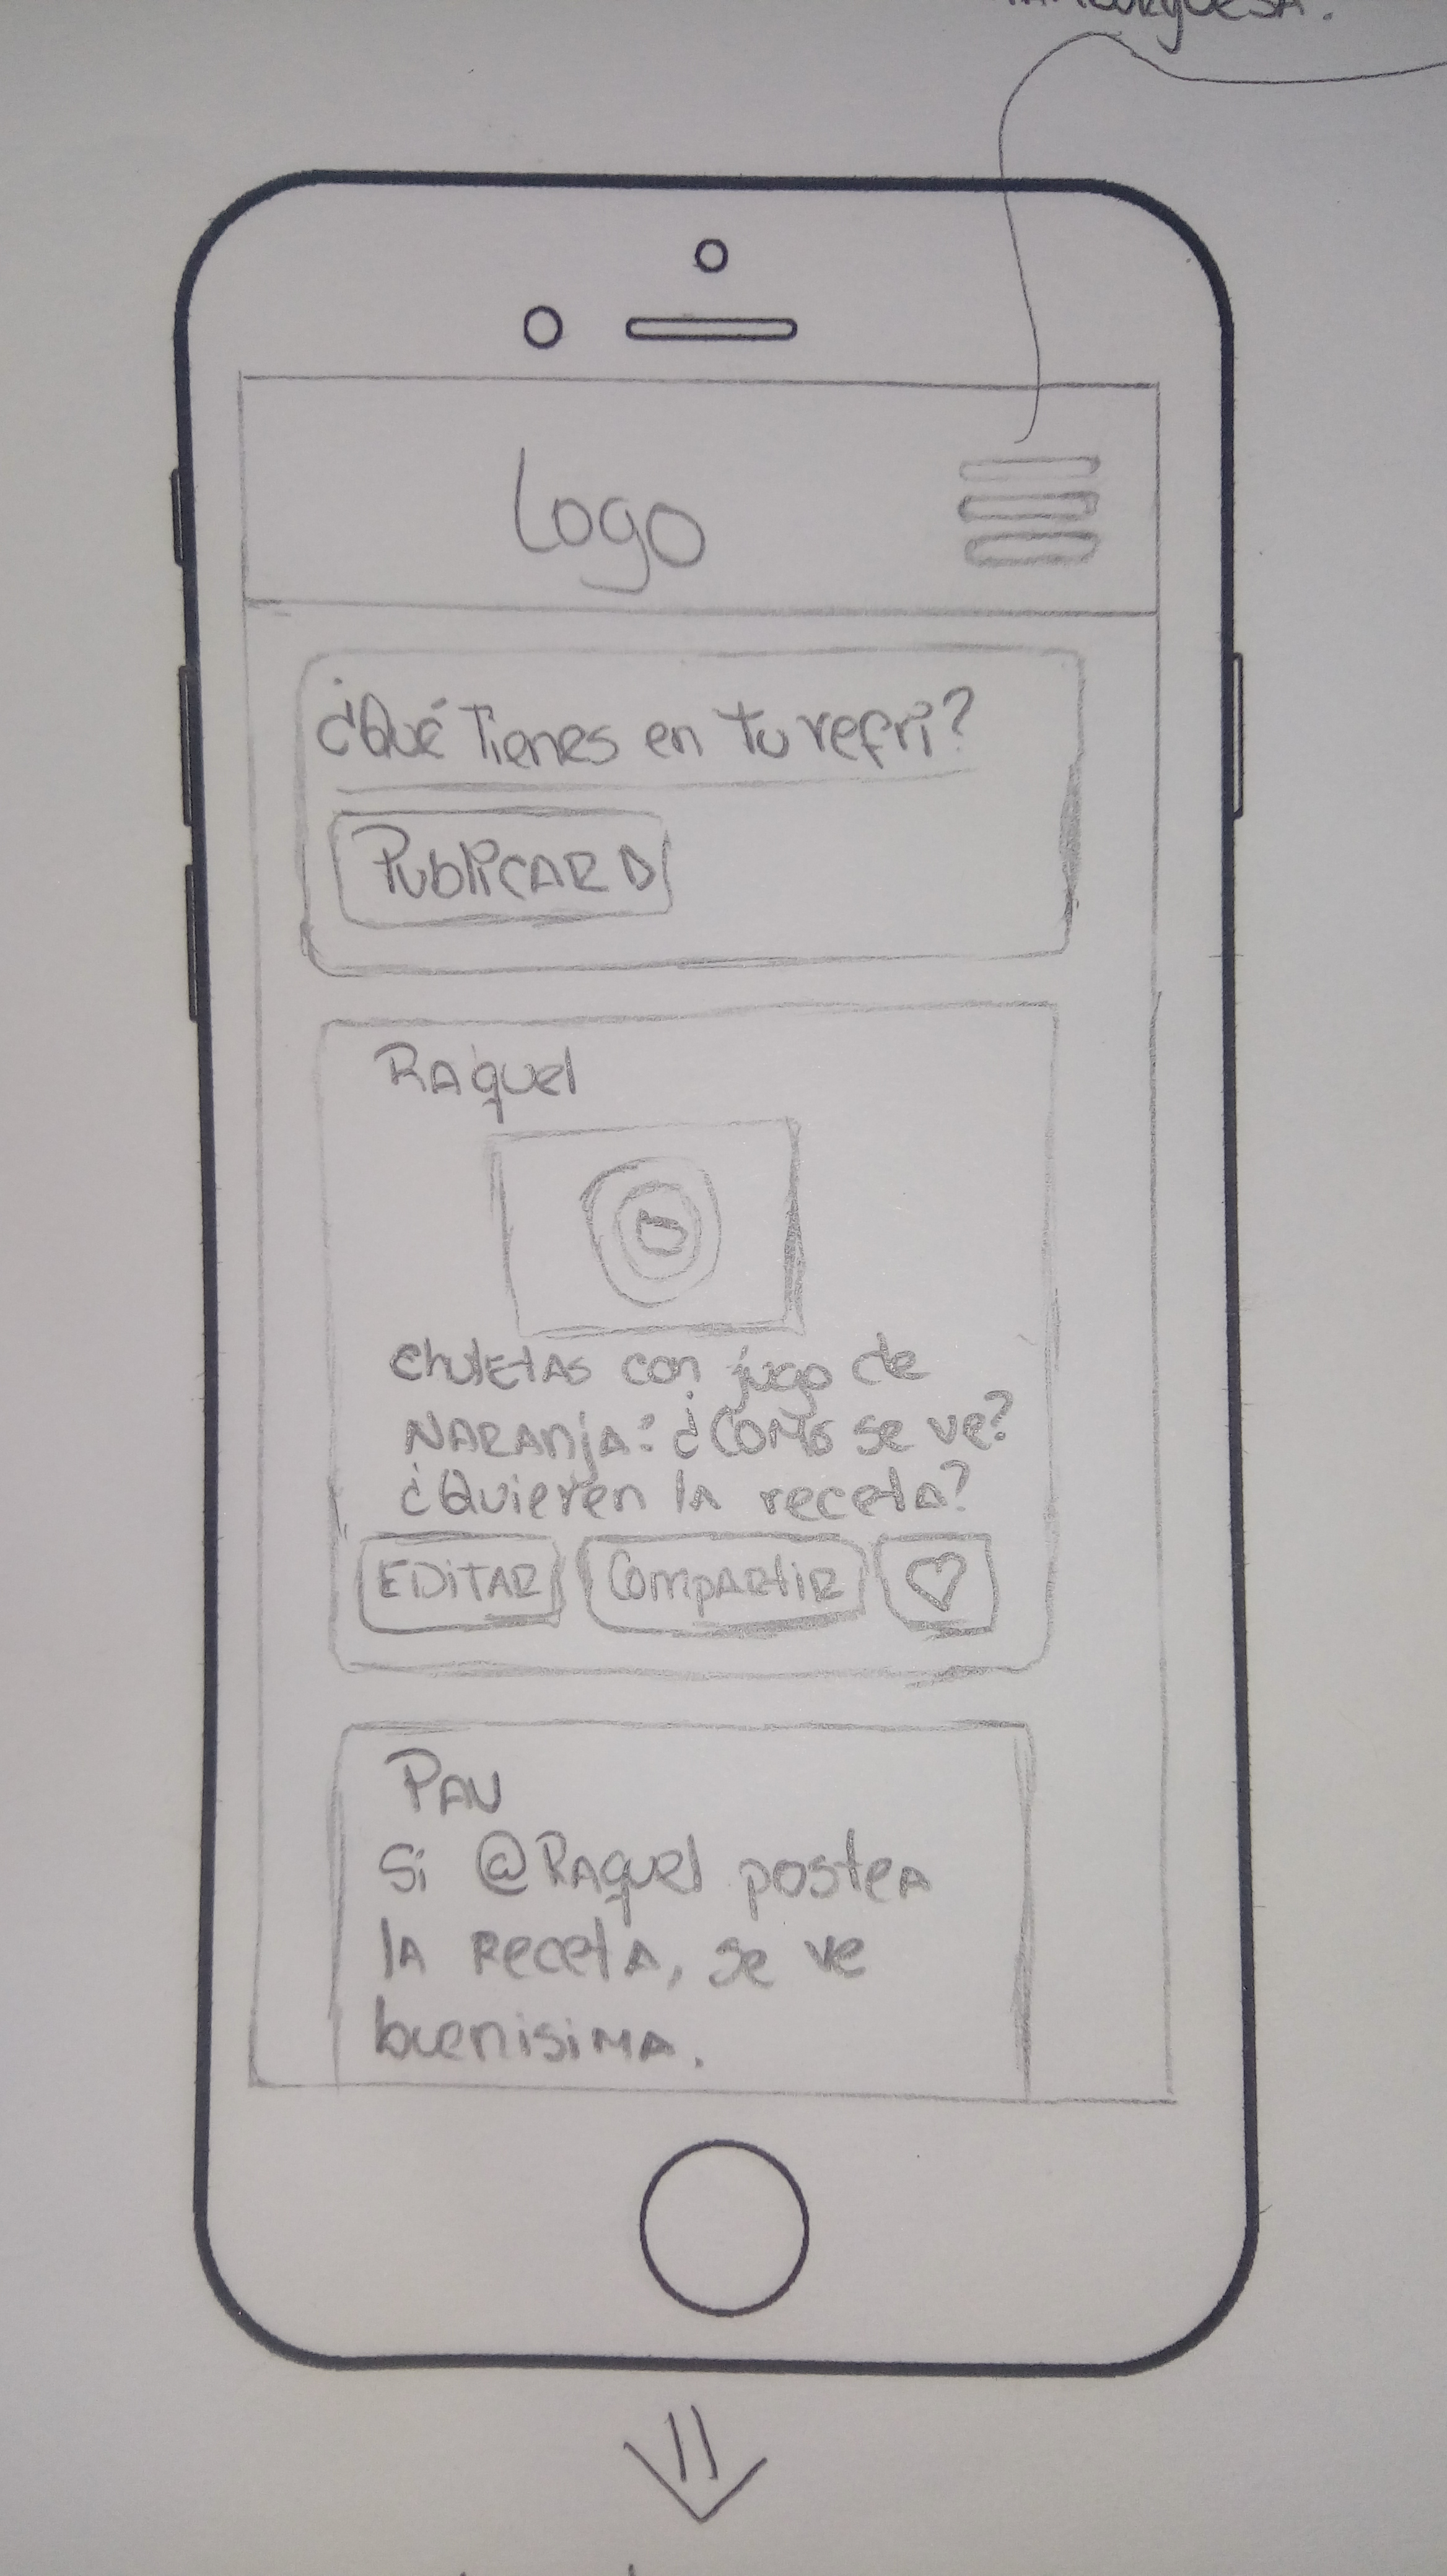 Logo
¿Qué Tienes en tu refri?
Publicar
Raquel
chuletas con jugo de
NARANjA: ¿Como se ve?
¿Quieren la receta?
EDiTAR Compartir
Pau
Si @Raquel postea
la receta, se ve
buenisima.